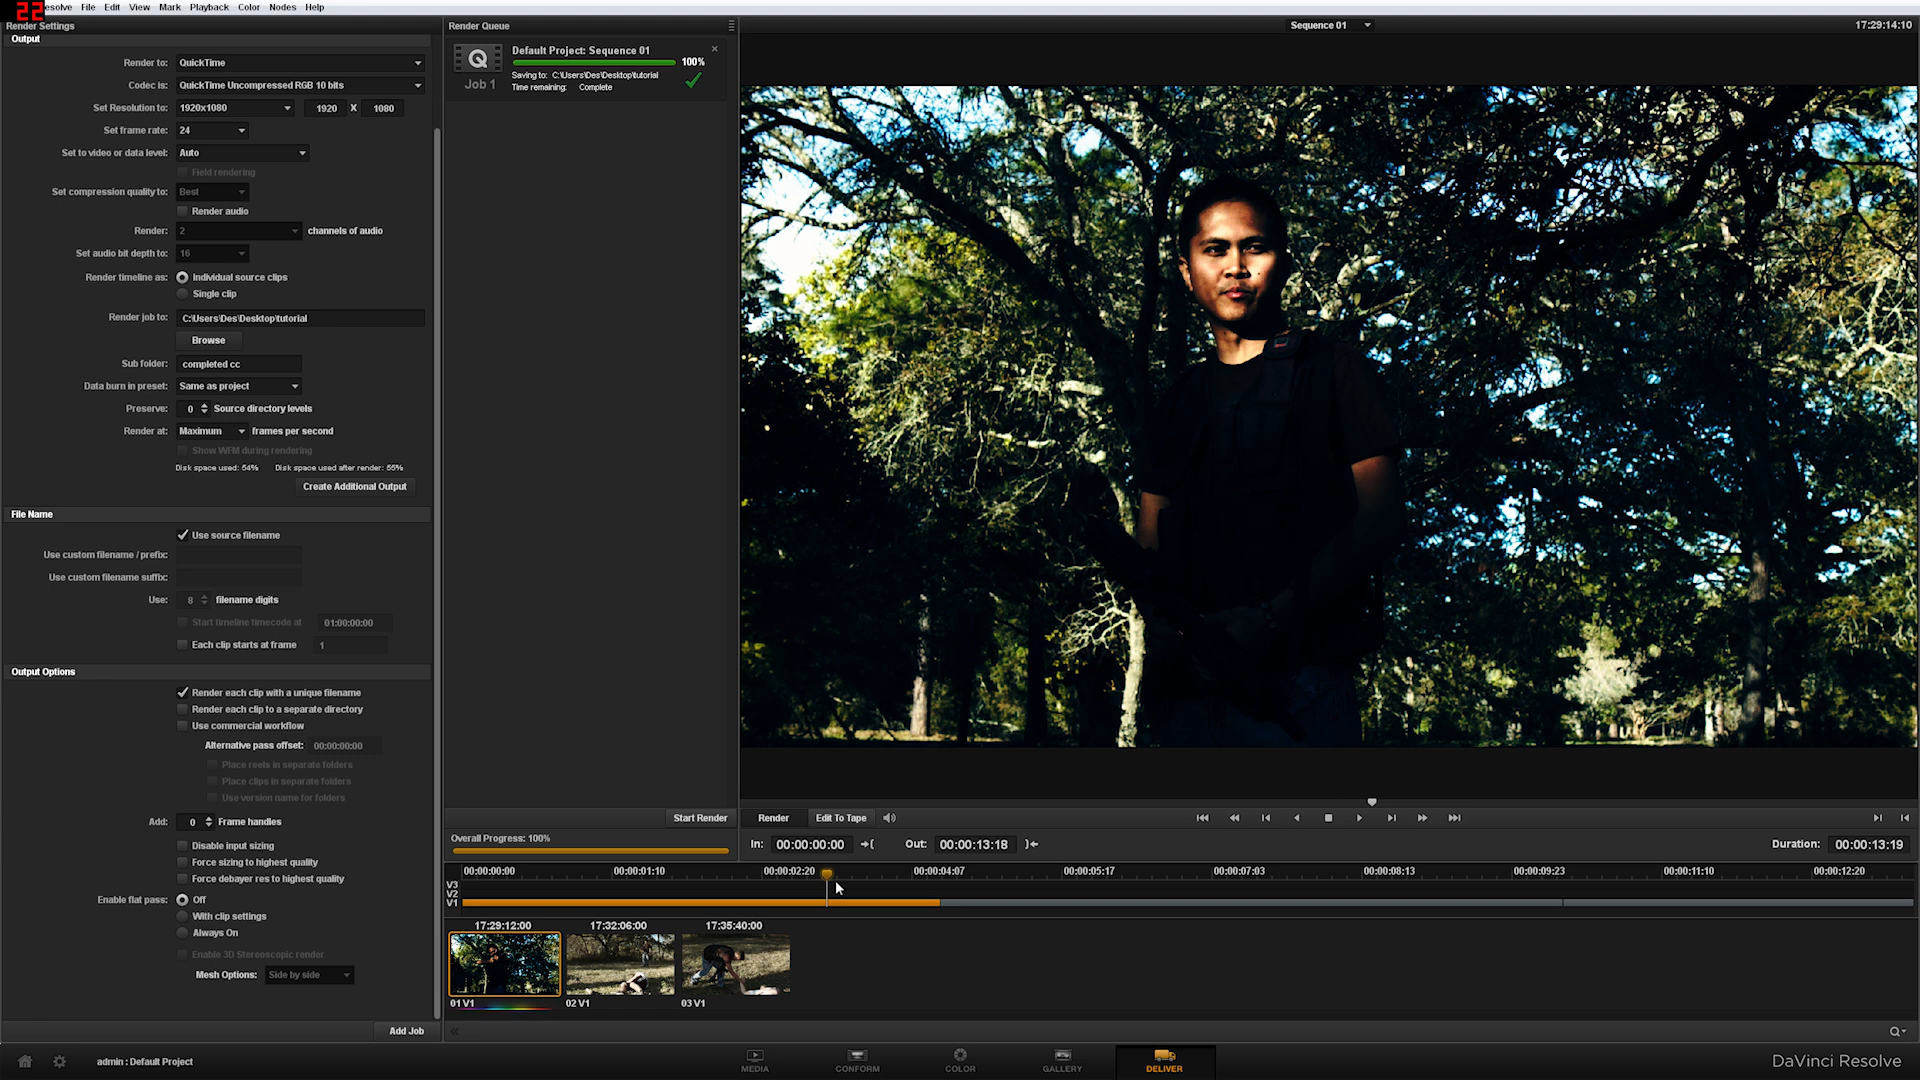 22
esolve File Edit View Mark Playback Color Nodes Help
Render Settings
Output
Render to: QuickTime
Codec is: QuickTime Uncompressed RGB 10 bits
Set Resolution to: 1920x1080 1920 X 1080
Set frame rate: 24
Set to video or data level: Auto
Field rendering
Set compression quality to: Best
Render audio
Render: 2 channels of audio
Set audio bit depth to: 16
Render timeline as: Individual source clips
Single clip
Render job to: C:\Users\Des\Desktop\tutorial
Browse
Sub folder: completed cc
Data burn in preset: Same as project
Preserve: 0 Source directory levels
Render at: Maximum frames per second
Show WFM during rendering
Disk space used: 54% Disk space used after render: 55%
Create Additional Output
File Name
Use source filename
Use custom filename / prefix:
Use custom filename suffix:
Use: 8 filename digits
Start timeline timecode at 01:00:00:00
Each clip starts at frame 1
Output Options
Render each clip with a unique filename
Render each clip to a separate directory
Use commercial workflow
Alternative pass offset: 00:00:00:00
Place reels in separate folders
Place clips in separate folders
Use version name for folders
Add: 0 Frame handles
Disable input sizing
Force sizing to highest quality
Force debayer res to highest quality
Enable flat pass: Off
With clip settings
Always On
Enable 3D Stereoscopic render
Mesh Options: Side by side
Add Job
Render Queue
Q
Job 1
Default Project: Sequence 01
100%
Saving to: C:\Users\Des\Desktop\tutorial
Time remaining: Complete
Start Render
Overall Progress: 100%
Sequence 01
17:29:14:10
Render Edit To Tape
In: 00:00:00:00 Out: 00:00:13:18
Duration: 00:00:13:19
00:00:00:00 00:00:01:10 00:00:02:20 00:00:04:07 00:00:05:17 00:00:07:03 00:00:08:13 00:00:09:23 00:00:11:10 00:00:12:20
V3
V2
V1
17:29:12:00 17:32:06:00 17:35:40:00
01 V1 02 V1 03 V1
admin : Default Project
MEDIA CONFORM COLOR GALLERY DELIVER
DaVinci Resolve